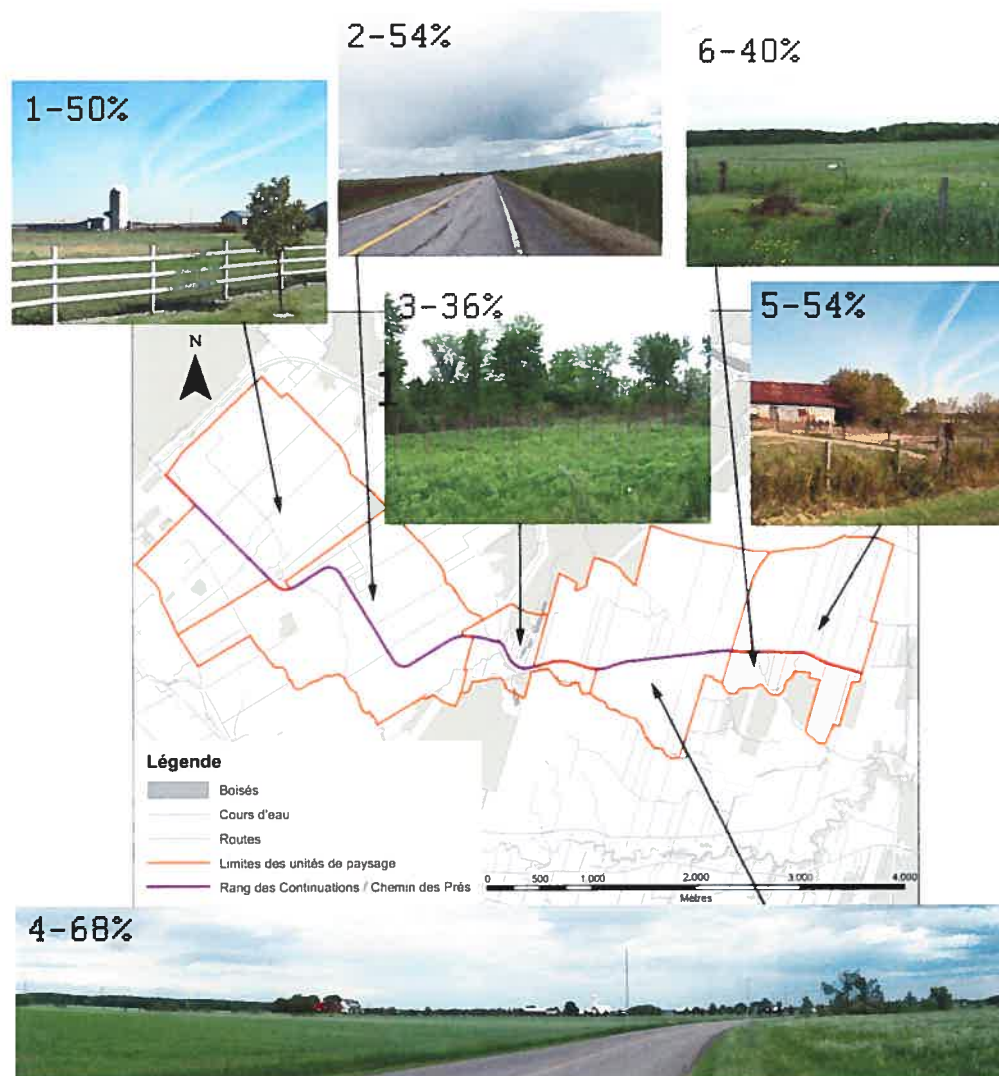 2-54%
6-40%
1-50%
3-36%
5-54%
N
Légende
Boisés
Cours d'eau
Routes
Limites des unités de paysage
Rang des Continuations / Chemin des Prés
0 500 1.000 2.000 3.000 4.000
Mètres
4-68%